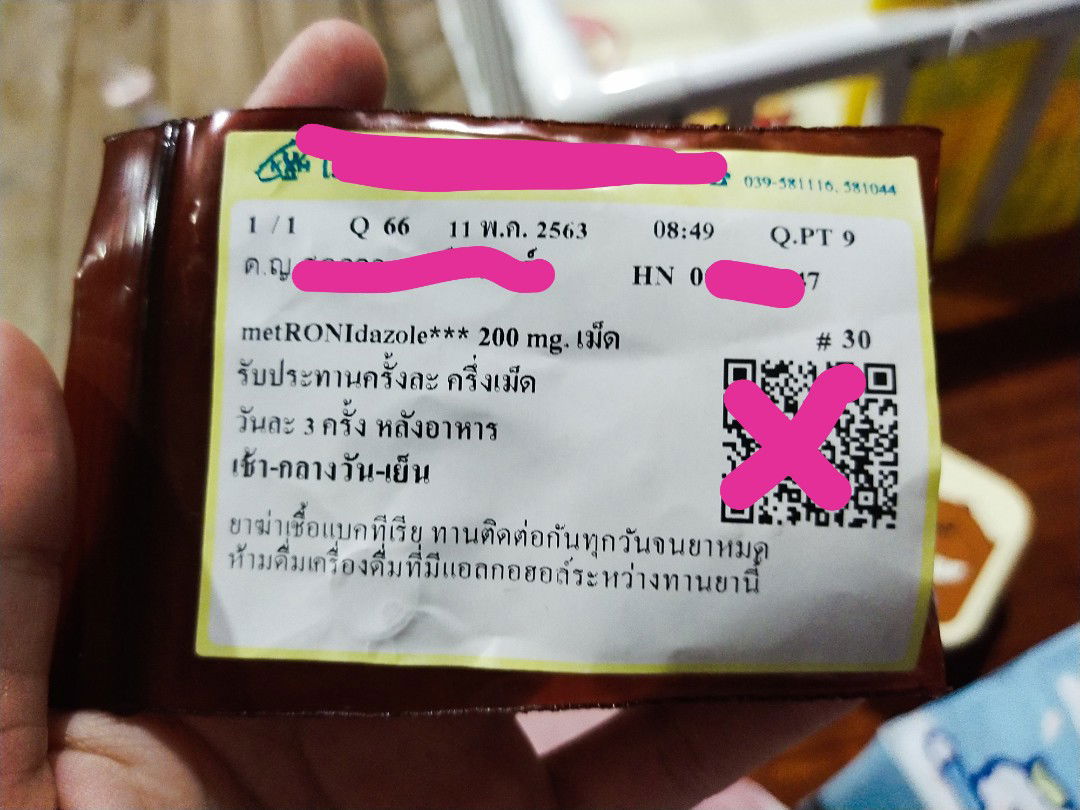 039-581116, 581044
1 / 1 Q 66 11 พ.ค. 2563 08:49 Q.PT 9
ด.ญ. HN 0 47
metRONIdazole*** 200 mg. เม็ด # 30
รับประทานครั้งละ ครึ่งเม็ด
วันละ 3 ครั้ง หลังอาหาร
เช้า-กลางวัน-เย็น
ยาฆ่าเชื้อแบคทีเรีย ทานติดต่อกันทุกวันจนยาหมด
ห้ามดื่มเครื่องดื่มที่มีแอลกอฮอล์ระหว่างทานยานี้